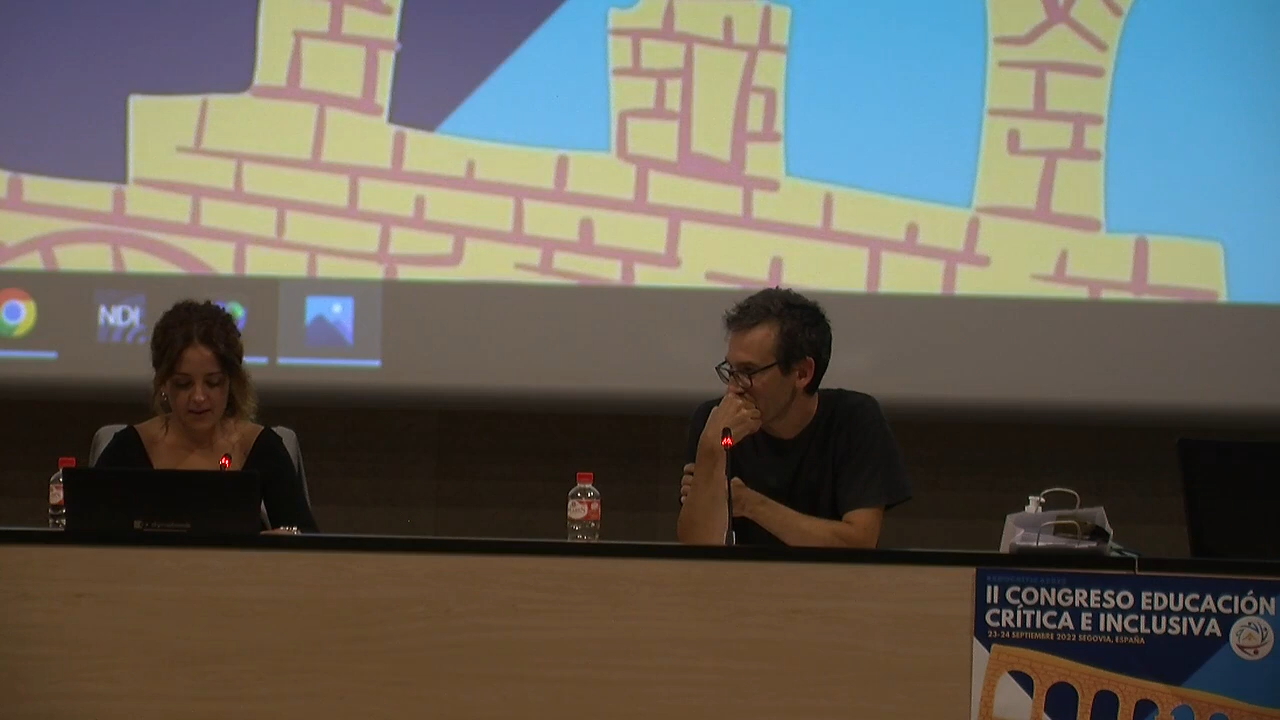 NDI
II CONGRESO EDUCACIÓN
CRÍTICA E INCLUSIVA
23-24 SEPTIEMBRE 2022 SEGOVIA, ESPAÑA